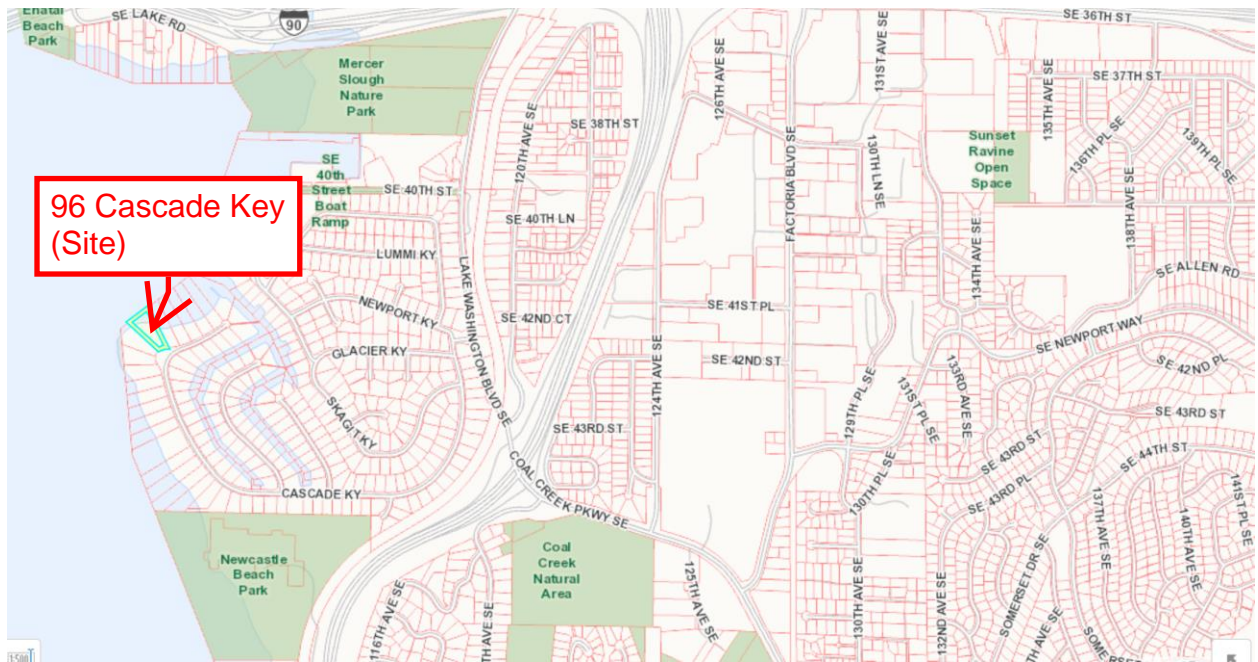 Enatai
Beach
Park
SE LAKE RD
90
SE 36TH ST
Mercer
Slough
Nature
Park
120TH AVE SE
SE 38TH ST
126TH AVE SE
131ST AVE SE
135TH AVE SE
SE 37TH ST
136TH PL SE
139TH PL SE
Sunset
Ravine
Open
Space
130TH LN SE
FACTORIA BLVD SE
138TH AVE SE
SE
40th
Street
Boat
Ramp
SE 40TH ST
SE 40TH LN
96 Cascade Key
(Site)
LUMMI KY
LAKE WASHINGTON BLVD SE
134TH AVE SE
SE ALLEN RD
NEWPORT KY
SE 42ND CT
SE 41ST PL
SE NEWPORT WAY
GLACIER KY
124TH AVE SE
SE 42ND ST
133RD AVE SE
SE 42ND PL
129TH PL SE
131ST PL SE
SKAGIT KY
SE 43RD ST
SE 43RD ST
SE 43RD ST
SE 44TH ST
COAL CREEK PKWY SE
130TH PL SE
SE 43RD PL
CASCADE KY
137TH AVE SE
140TH AVE SE
141ST PL SE
Newcastle
Beach
Park
Coal
Creek
Natural
Area
125TH AVE SE
116TH AVE SE
TH AVE SE
130TH AVE SE
132ND AVE SE
SOMERSET DR SE
TH AVE SE
SOMERSET
1500